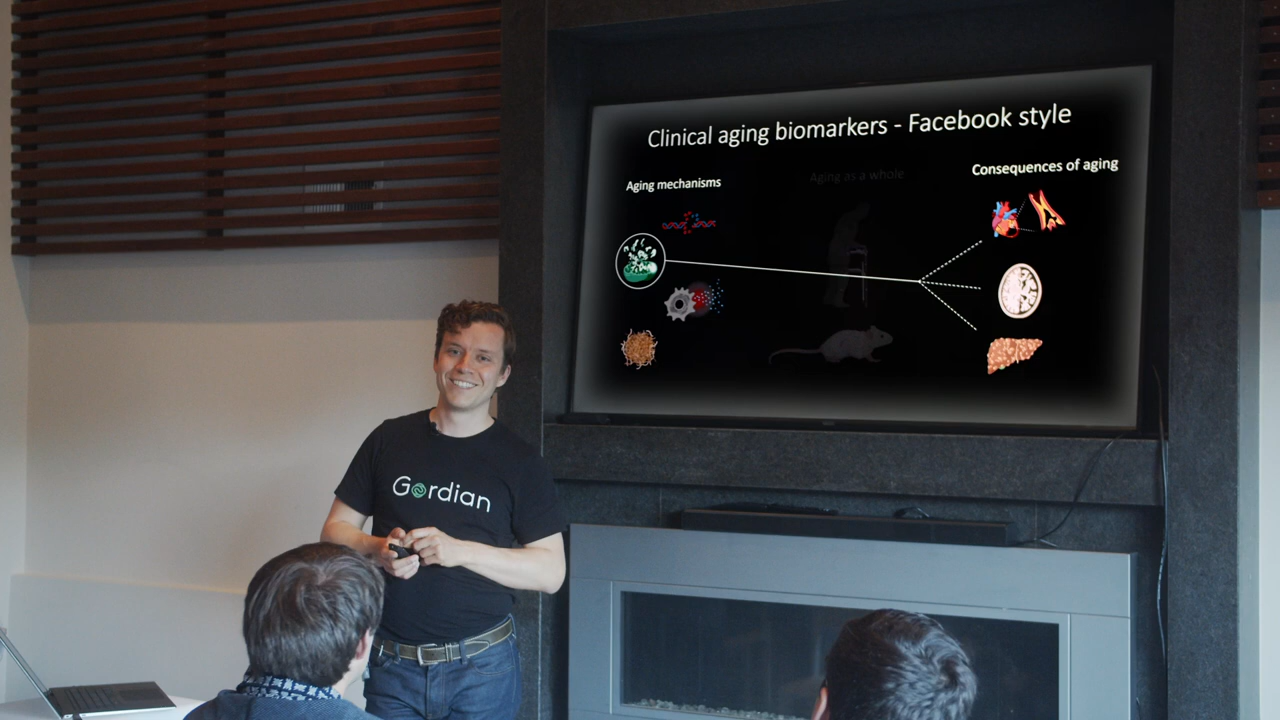 Clinical aging biomarkers - Facebook style
Aging mechanisms
Aging as a whole
Consequences of aging
Gordian